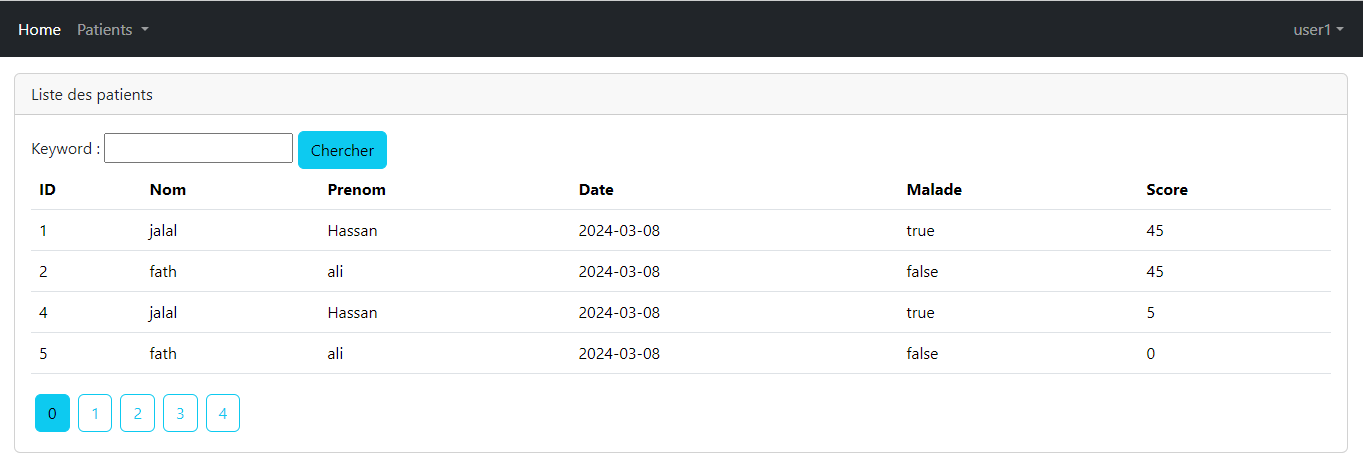 Home Patients user1
Liste des patients
Keyword : Chercher
ID Nom Prenom Date Malade Score
1 jalal Hassan 2024-03-08 true 45
2 fath ali 2024-03-08 false 45
4 jalal Hassan 2024-03-08 true 5
5 fath ali 2024-03-08 false 0
0 1 2 3 4